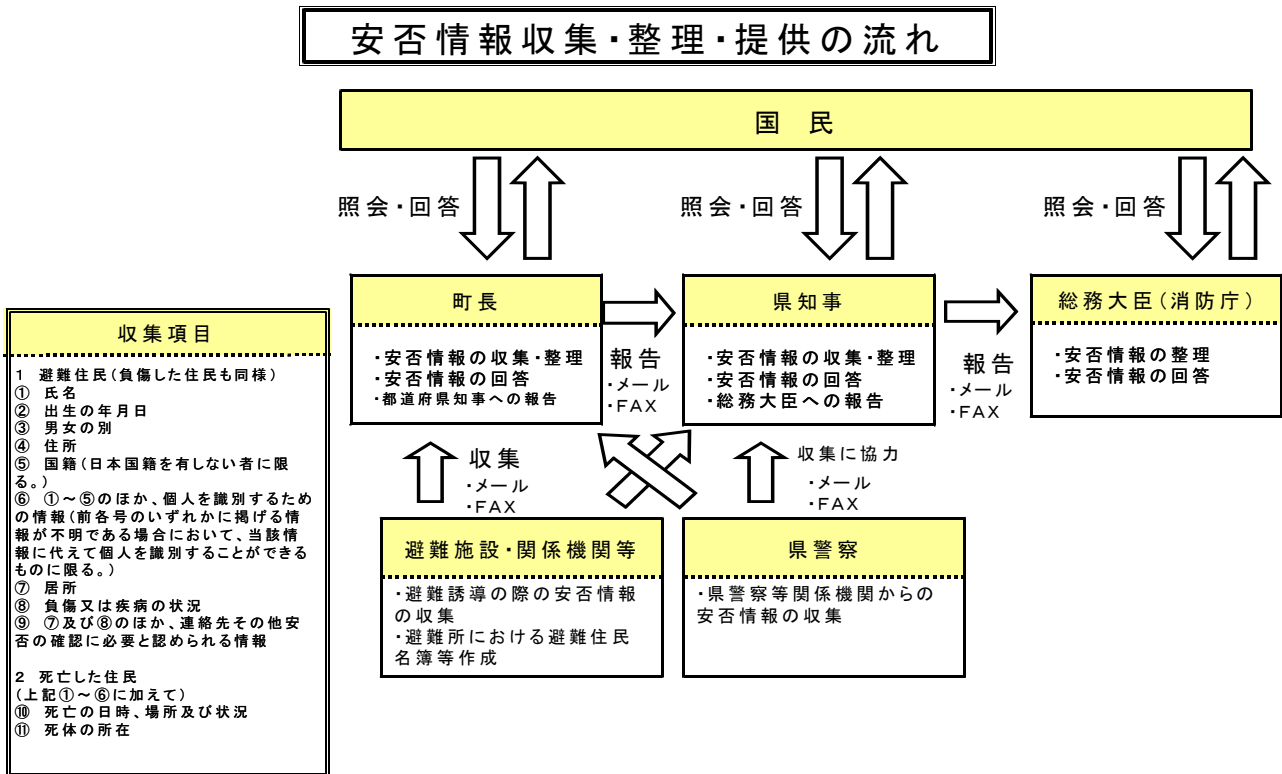 安否情報収集・整理・提供の流れ
国　民
照会・回答
照会・回答
照会・回答
町長
・安否情報の収集・整理
・安否情報の回答
・都道府県知事への報告
報告
・メール
・FAX
県知事
・安否情報の収集・整理
・安否情報の回答
・総務大臣への報告
報告
・メール
・FAX
総務大臣（消防庁）
・安否情報の整理
・安否情報の回答
収集
・メール
・FAX
収集に協力
・メール
・FAX
避難施設・関係機関等
・避難誘導の際の安否情報
の収集
・避難所における避難住民
名簿等作成
県警察
・県警察等関係機関からの
安否情報の収集
収集項目
１　避難住民（負傷した住民も同様）
①　氏名
②　出生の年月日
③　男女の別
④　住所
⑤　国籍（日本国籍を有しない者に限
る。）
⑥　①～⑤のほか、個人を識別するため
の情報（前各号のいずれかに掲げる情
報が不明である場合において、当該情
報に代えて個人を識別することができる
ものに限る。）
⑦　居所
⑧　負傷又は疾病の状況
⑨　⑦及び⑧のほか、連絡先その他安
否の確認に必要と認められる情報
２　死亡した住民
（上記①～⑥に加えて）
⑩　死亡の日時、場所及び状況
⑪　死体の所在